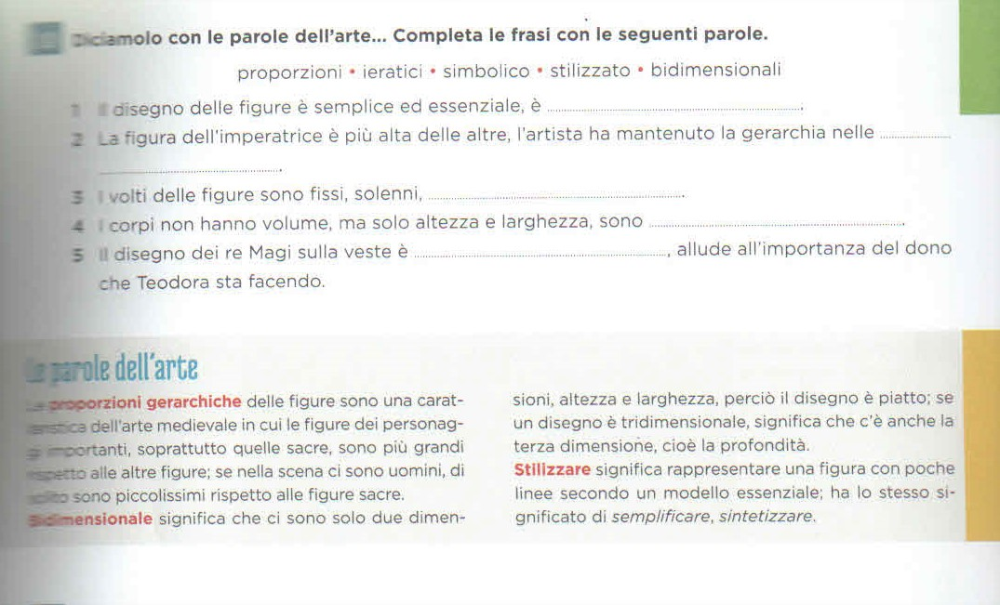 Diciamolo con le parole dell'arte... Completa le frasi con le seguenti parole.
proporzioni • ieratici • simbolico • stilizzato • bidimensionali
1 Il disegno delle figure è semplice ed essenziale, è ..........
2 La figura dell'imperatrice è più alta delle altre, l'artista ha mantenuto la gerarchia nelle ..........
...........
3 I volti delle figure sono fissi, solenni, ...........
4 I corpi non hanno volume, ma solo altezza e larghezza, sono ...........
5 Il disegno dei re Magi sulla veste è .........., allude all'importanza del dono
che Teodora sta facendo.
Le parole dell'arte
Le proporzioni gerarchiche delle figure sono una carat-
teristica dell'arte medievale in cui le figure dei personag-
gi importanti, soprattutto quelle sacre, sono più grandi
rispetto alle altre figure; se nella scena ci sono uomini, di
solito sono piccolissimi rispetto alle figure sacre.
Bidimensionale significa che ci sono solo due dimen-
sioni, altezza e larghezza, perciò il disegno è piatto; se
un disegno è tridimensionale, significa che c'è anche la
terza dimensione, cioè la profondità.
Stilizzare significa rappresentare una figura con poche
linee secondo un modello essenziale; ha lo stesso si-
gnificato di semplificare, sintetizzare.